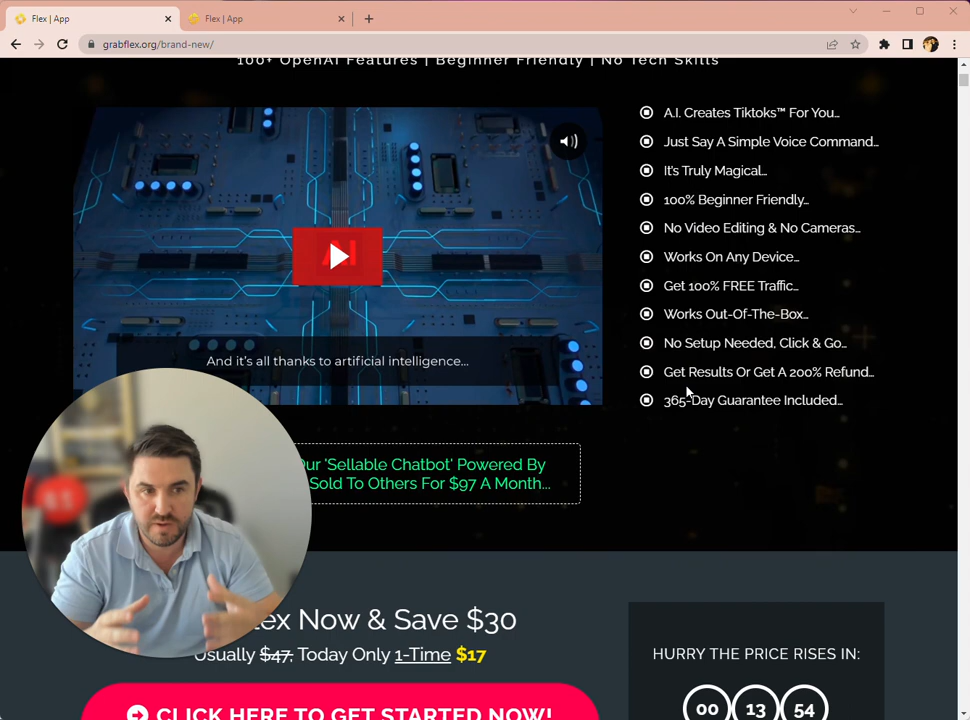 Flex | App
Flex | App
grabflex.org/brand-new/
100+ OpenAI Features | Beginner Friendly | No Tech Skills
A.I. Creates Tiktoks™ For You...
Just Say A Simple Voice Command...
It's Truly Magical...
100% Beginner Friendly...
No Video Editing & No Cameras...
Works On Any Device...
Get 100% FREE Traffic...
Works Out-Of-The-Box...
No Setup Needed, Click & Go...
Get Results Or Get A 200% Refund...
365-Day Guarantee Included...
AI
And it's all thanks to artificial intelligence...
Our 'Sellable Chatbot' Powered By
Sold To Others For $97 A Month...
Now & Save $30
Usually $47, Today Only 1-Time $17
CLICK HERE TO GET STARTED NOW!
HURRY THE PRICE RISES IN:
00 13 54